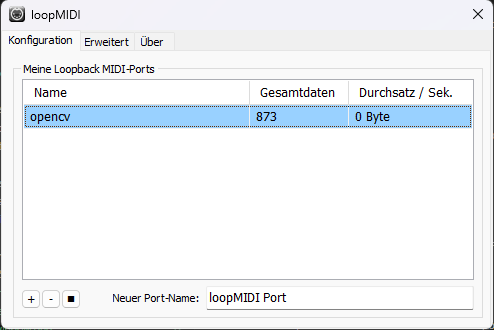 loopMIDI
Konfiguration Erweitert Über
Meine Loopback MIDI-Ports
Name Gesamtdaten Durchsatz / Sek.
opencv 873 0 Byte
+ - ■ Neuer Port-Name: loopMIDI Port